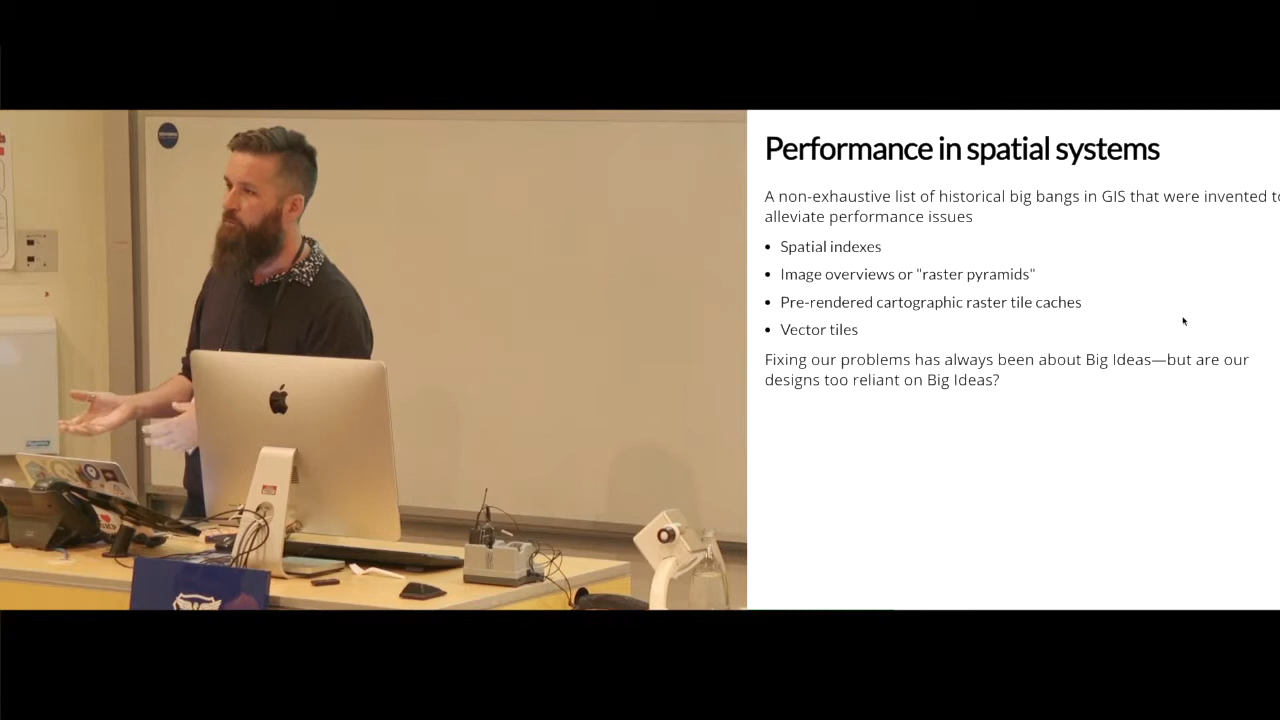 Performance in spatial systems
A non-exhaustive list of historical big bangs in GIS that were invented to
alleviate performance issues
• Spatial indexes
• Image overviews or "raster pyramids"
• Pre-rendered cartographic raster tile caches
• Vector tiles
Fixing our problems has always been about Big Ideas—but are our
designs too reliant on Big Ideas?